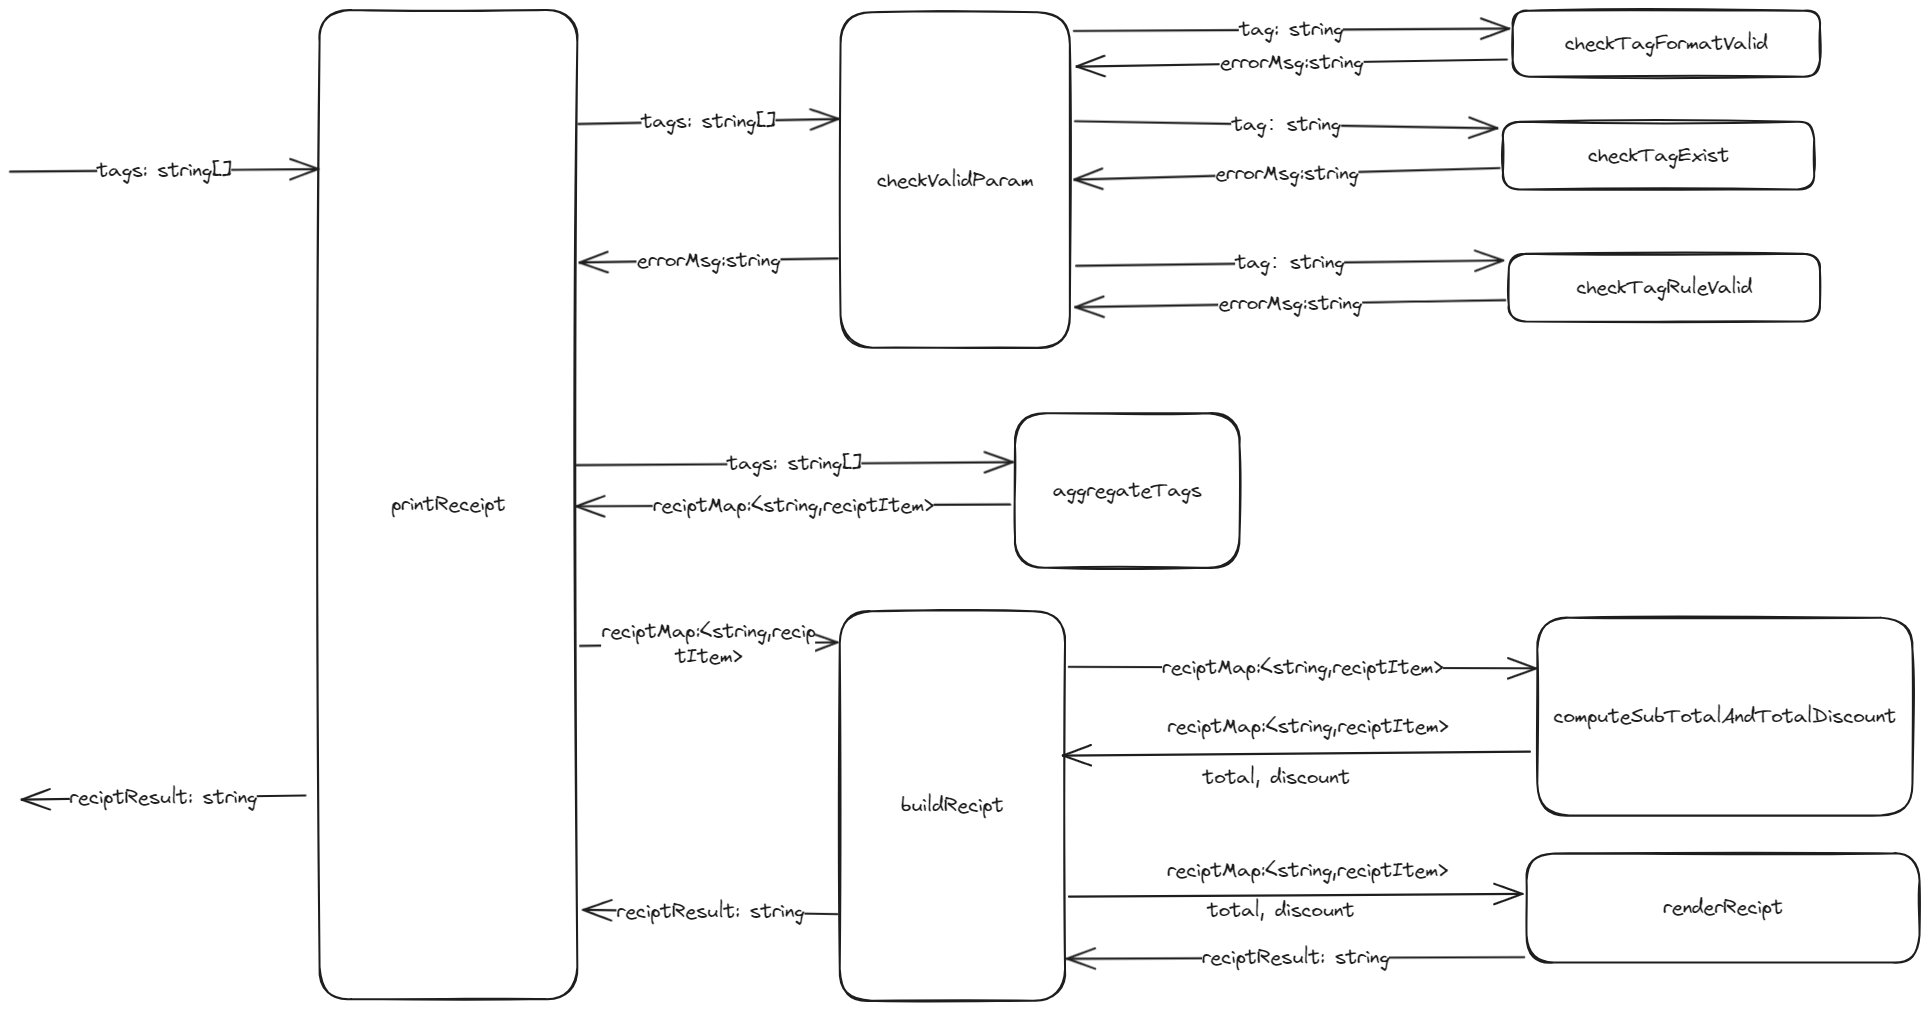 tag: string
checkTagFormatValid
errorMsg:string
tags: string[]
tag: string
checkTagExist
tags: string[]
errorMsg:string
checkValidParam
errorMsg:string
tag: string
checkTagRuleValid
errorMsg:string
tags: string[]
aggregateTags
reciptMap:<string,reciptItem>
printReceipt
reciptMap:<string,recip
tItem>
reciptMap:<string,reciptItem>
computeSubTotalAndTotalDiscount
reciptMap:<string,reciptItem>
total, discount
reciptResult: string
buildRecipt
reciptMap:<string,reciptItem>
total, discount
renderRecipt
reciptResult: string
reciptResult: string